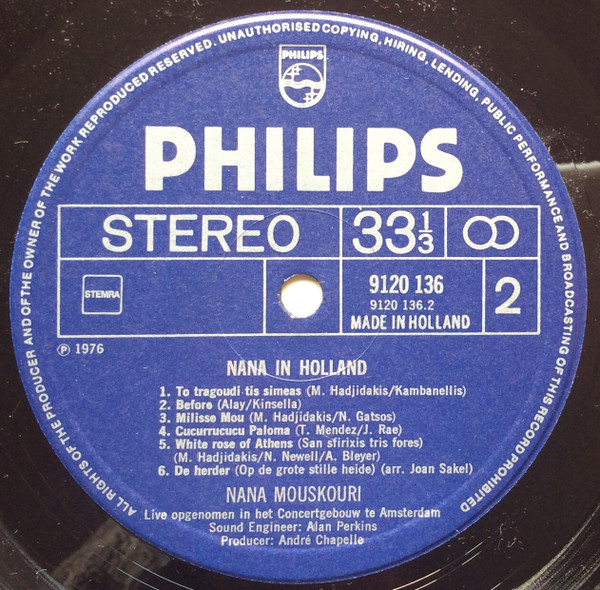 ALL RIGHTS OF THE PRODUCER AND OF THE OWNER OF THE WORK REPRODUCED RESERVED. UNAUTHORISED COPYING, HIRING, LENDING, PUBLIC PERFORMANCE AND BROADCASTING OF THIS RECORD PROHIBITED
PHILIPS
PHILIPS
STEREO 33 1/3
STEMRA 9120 136 2
9120 136.2
MADE IN HOLLAND
℗ 1976
NANA IN HOLLAND
1. To tragoudi tis simeas (M. Hadjidakis/Kambanellis)
2. Before (Alay/Kinsella)
3. Milisse Mou (M. Hadjidakis/N. Gatsos)
4. Cucurrucucu Paloma (T. Mendez/J. Rae)
5. White rose of Athens (San sfirixis tris fores)
(M. Hadjidakis/N. Newell/A. Bleyer)
6. De herder (Op de grote stille heide) (arr. Joan Sakel)
NANA MOUSKOURI
Live opgenomen in het Concertgebouw te Amsterdam
Sound Engineer: Alan Perkins
Producer: André Chapelle